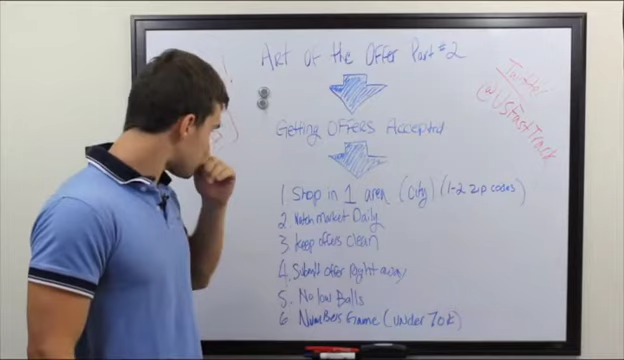 Art of the Offer Part #2
Twitter
@USFastTrack
Getting Offers Accepted
1 Shop in 1 area (City) (1-2 zip codes)
2. Watch market Daily
3 Keep offers clean
4. Submit offer Right away
5. No low Balls
6 Numbers Game (under 70k)